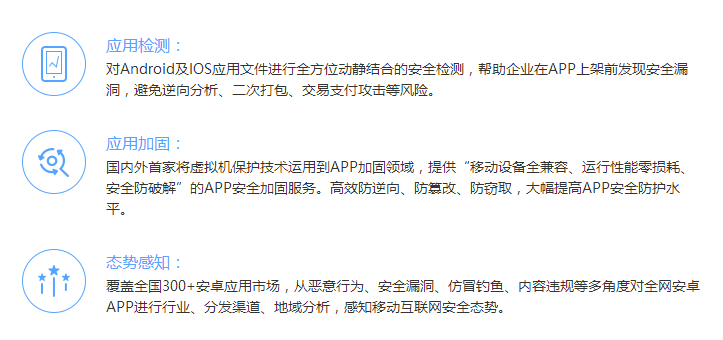 应用检测：
对Android及IOS应用文件进行全方位动静结合的安全检测，帮助企业在APP上架前发现安全漏
洞，避免逆向分析、二次打包、交易支付攻击等风险。
应用加固：
国内外首家将虚拟机保护技术运用到APP加固领域，提供“移动设备全兼容、运行性能零损耗、
安全防破解”的APP安全加固服务。高效防逆向、防篡改、防窃取，大幅提高APP安全防护水
平。
态势感知：
覆盖全国300+安卓应用市场，从恶意行为、安全漏洞、仿冒钓鱼、内容违规等多角度对全网安卓
APP进行行业、分发渠道、地域分析，感知移动互联网安全态势。